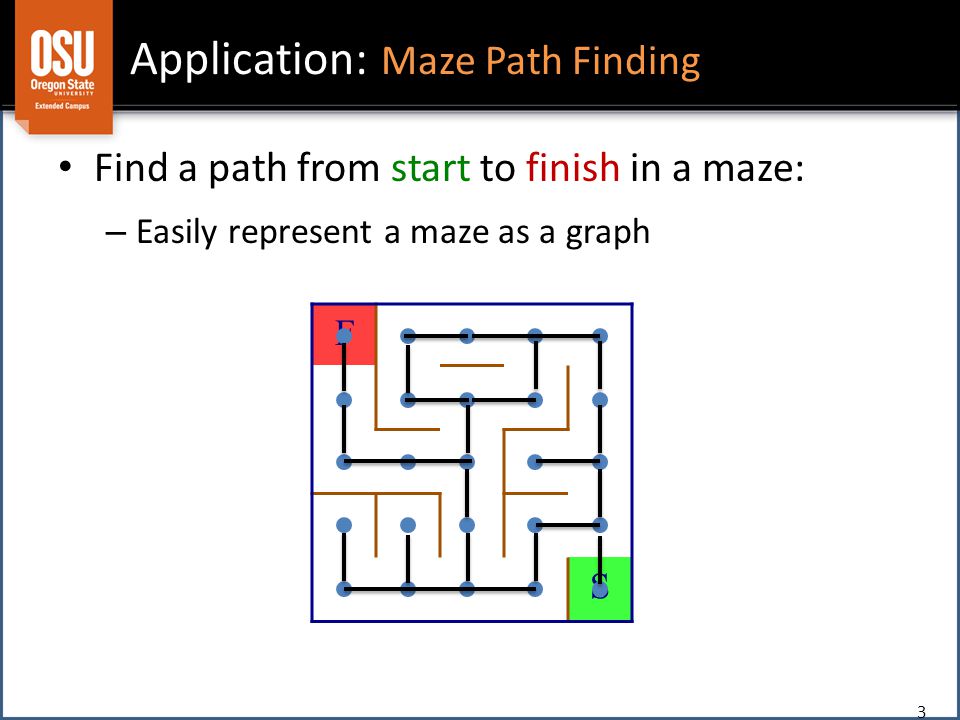 OSU
Oregon State
UNIVERSITY
Extended Campus
Application: Maze Path Finding
• Find a path from start to finish in a maze:
– Easily represent a maze as a graph
F
S
3